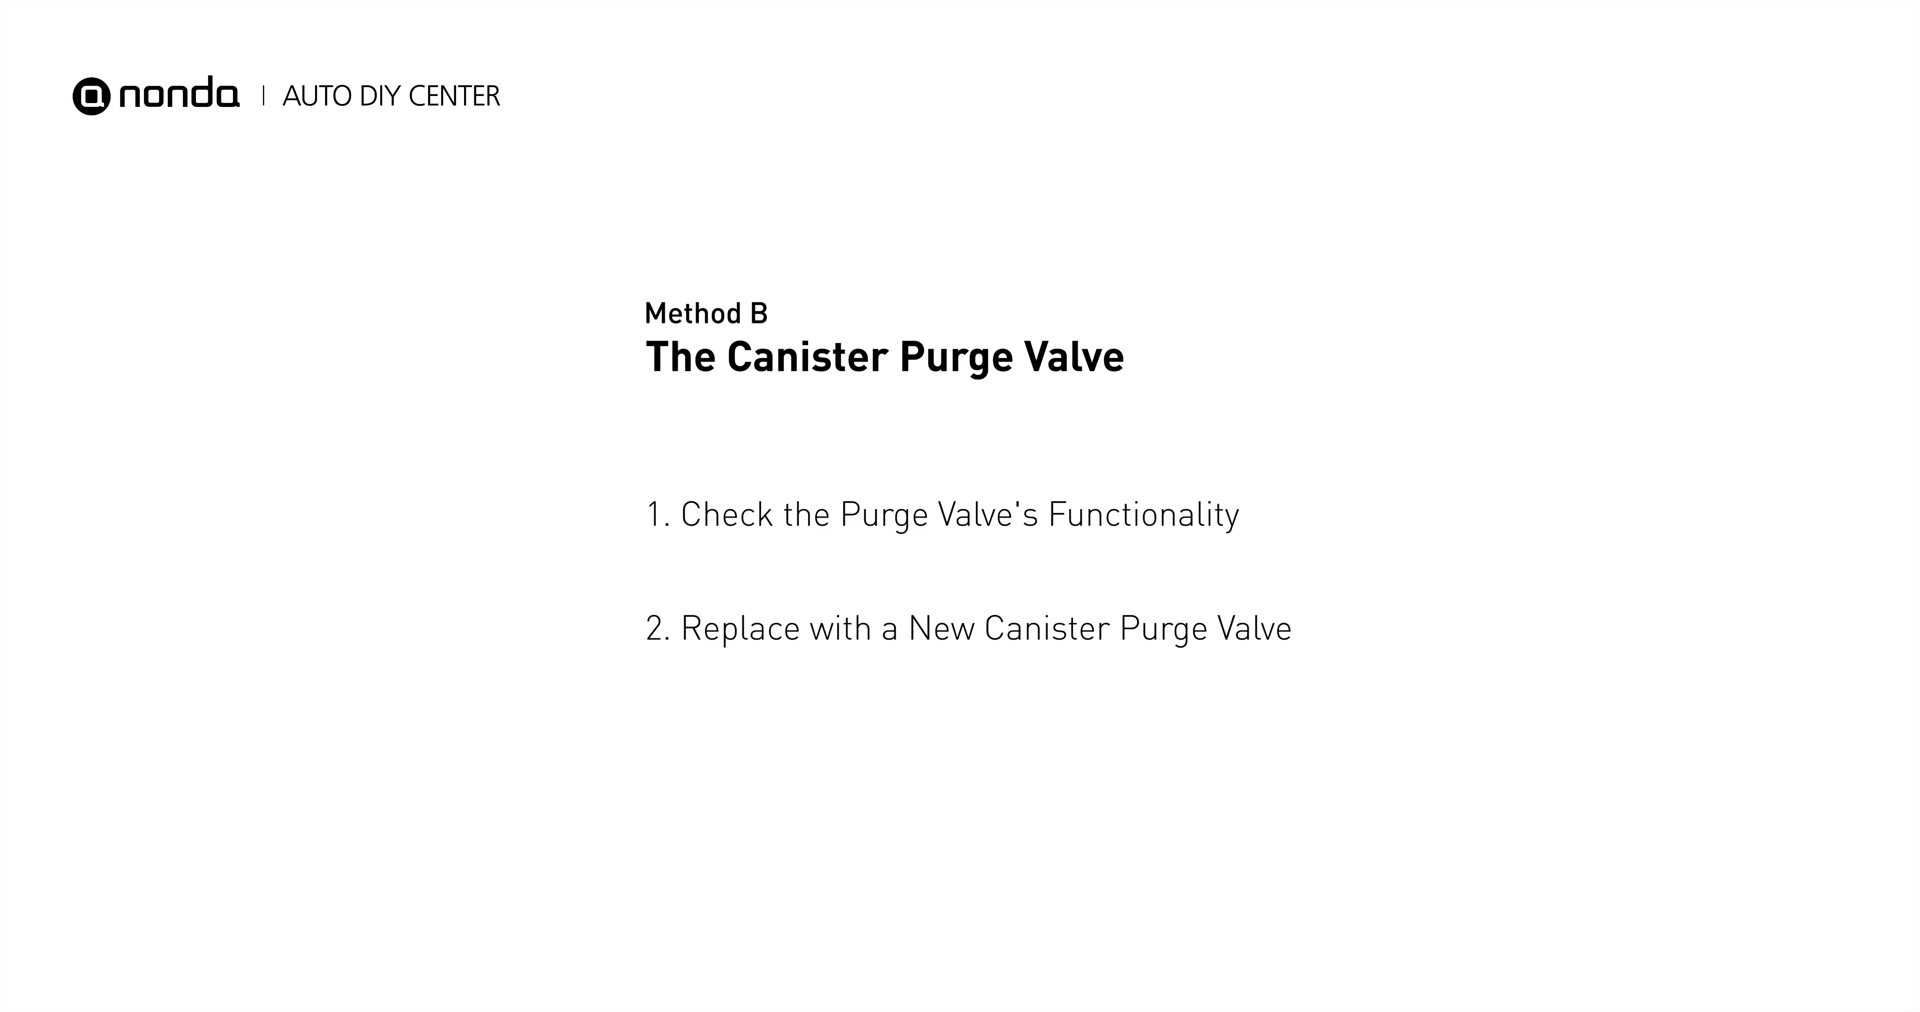 nonda | AUTO DIY CENTER
Method B
The Canister Purge Valve
1. Check the Purge Valve's Functionality
2. Replace with a New Canister Purge Valve